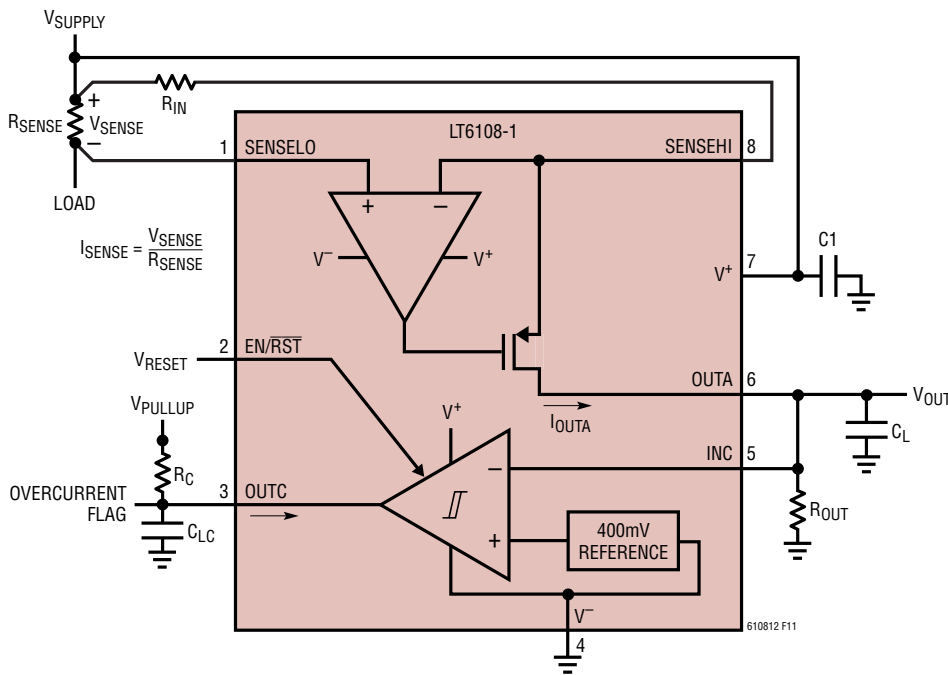 VSUPPLY
RIN
+
RSENSE
VSENSE
–
LOAD
ISENSE = VSENSE
RSENSE
LT6108-1
1 SENSELO
SENSEHI 8
+ –
V– V+
C1
V+ 7
VRESET
2 EN/RST
OUTA 6
VOUT
IOUTA
CL
VPULLUP
RC
V+
INC 5
–
OVERCURRENT
FLAG
3 OUTC
CLC
+
400mV
REFERENCE
ROUT
V–
4
610812 F11